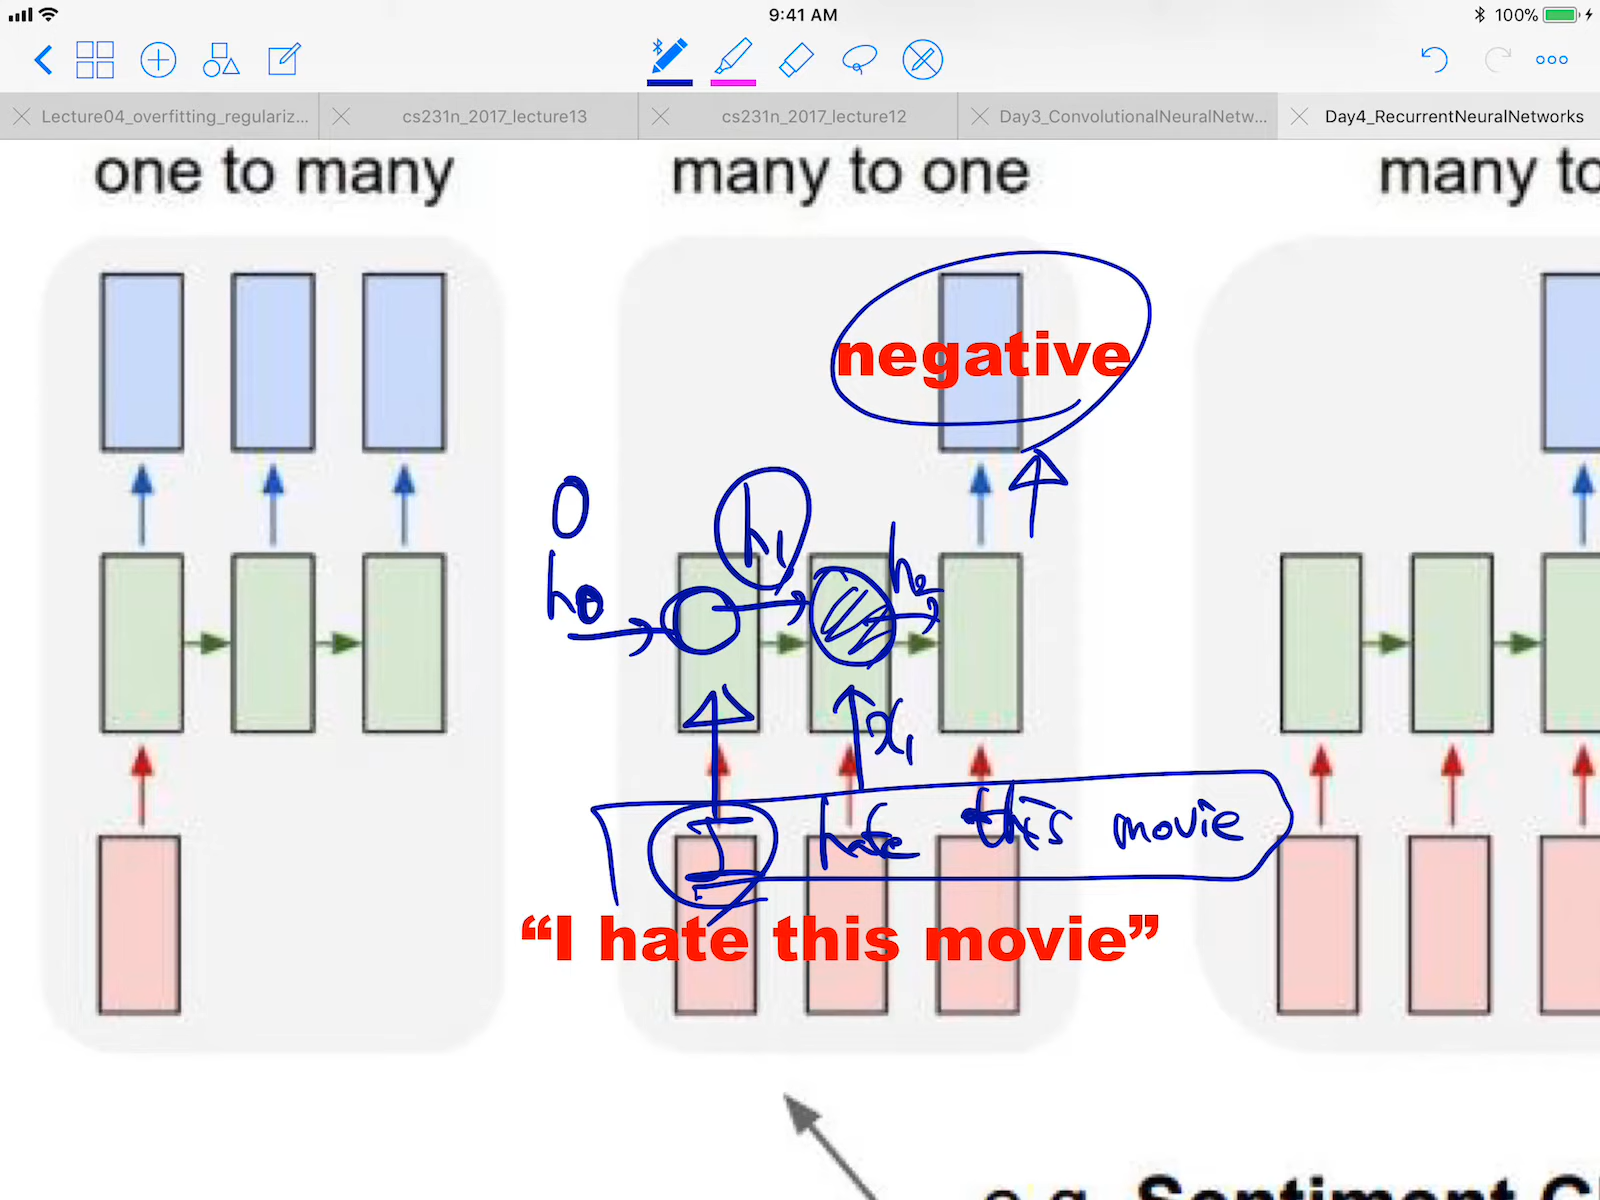 9:41 AM
100%
Lecture04_overfitting_regulariz...
cs231n_2017_lecture13
cs231n_2017_lecture12
Day3_ConvolutionalNeuralNetw...
Day4_RecurrentNeuralNetworks
one to many
many to one
many to
negative
0
h1
h0
h2
x1
I hate this movie
“I hate this movie”
e.g. Sentiment